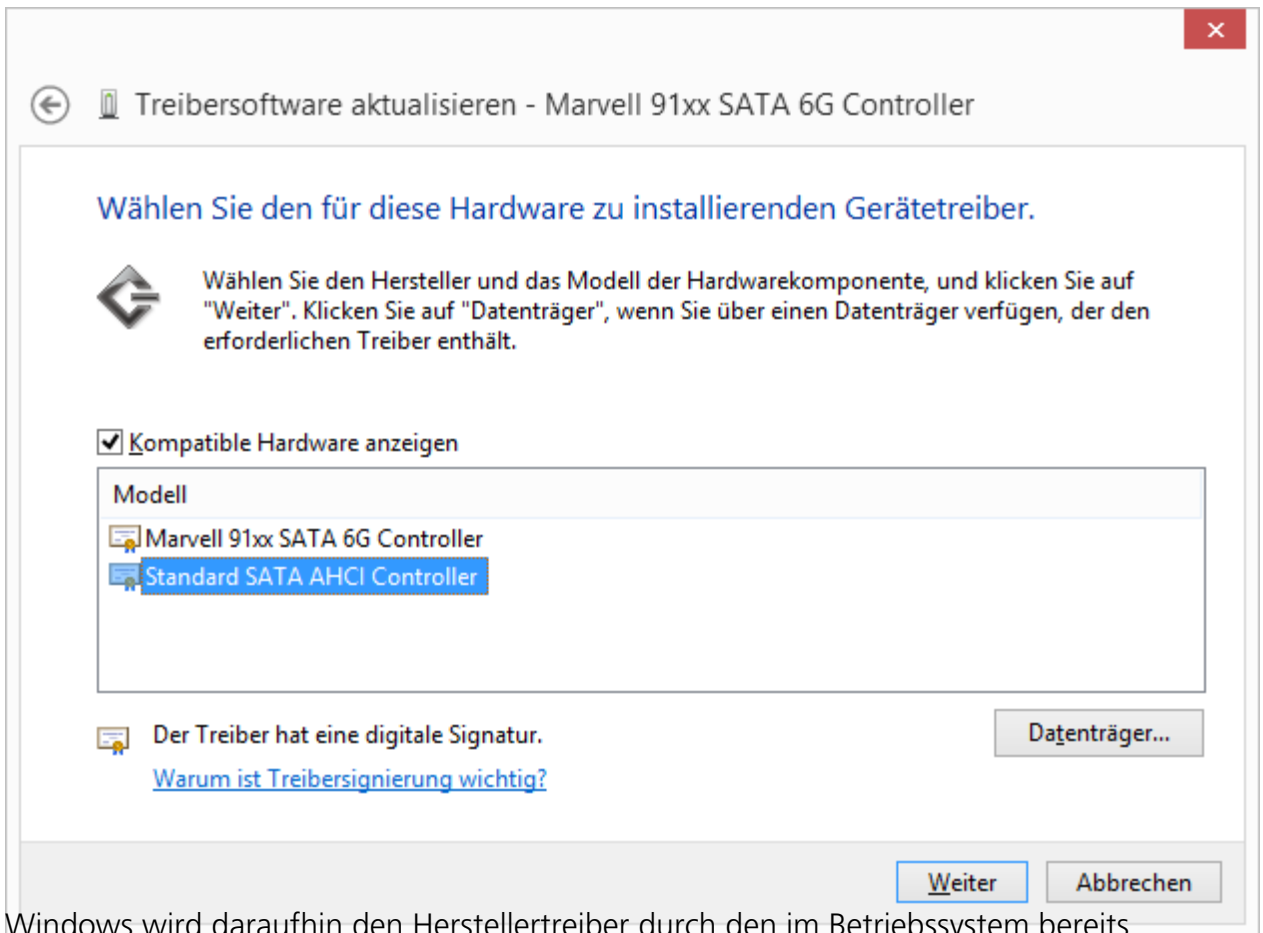 Treibersoftware aktualisieren - Marvell 91xx SATA 6G Controller
Wählen Sie den für diese Hardware zu installierenden Gerätetreiber.
Wählen Sie den Hersteller und das Modell der Hardwarekomponente, und klicken Sie auf
"Weiter". Klicken Sie auf "Datenträger", wenn Sie über einen Datenträger verfügen, der den
erforderlichen Treiber enthält.
Kompatible Hardware anzeigen
Modell
Marvell 91xx SATA 6G Controller
Standard SATA AHCI Controller
Der Treiber hat eine digitale Signatur.
Datenträger...
Warum ist Treibersignierung wichtig?
Weiter
Abbrechen
Windows wird daraufhin den Herstellertreiber durch den im Betriebssystem bereits